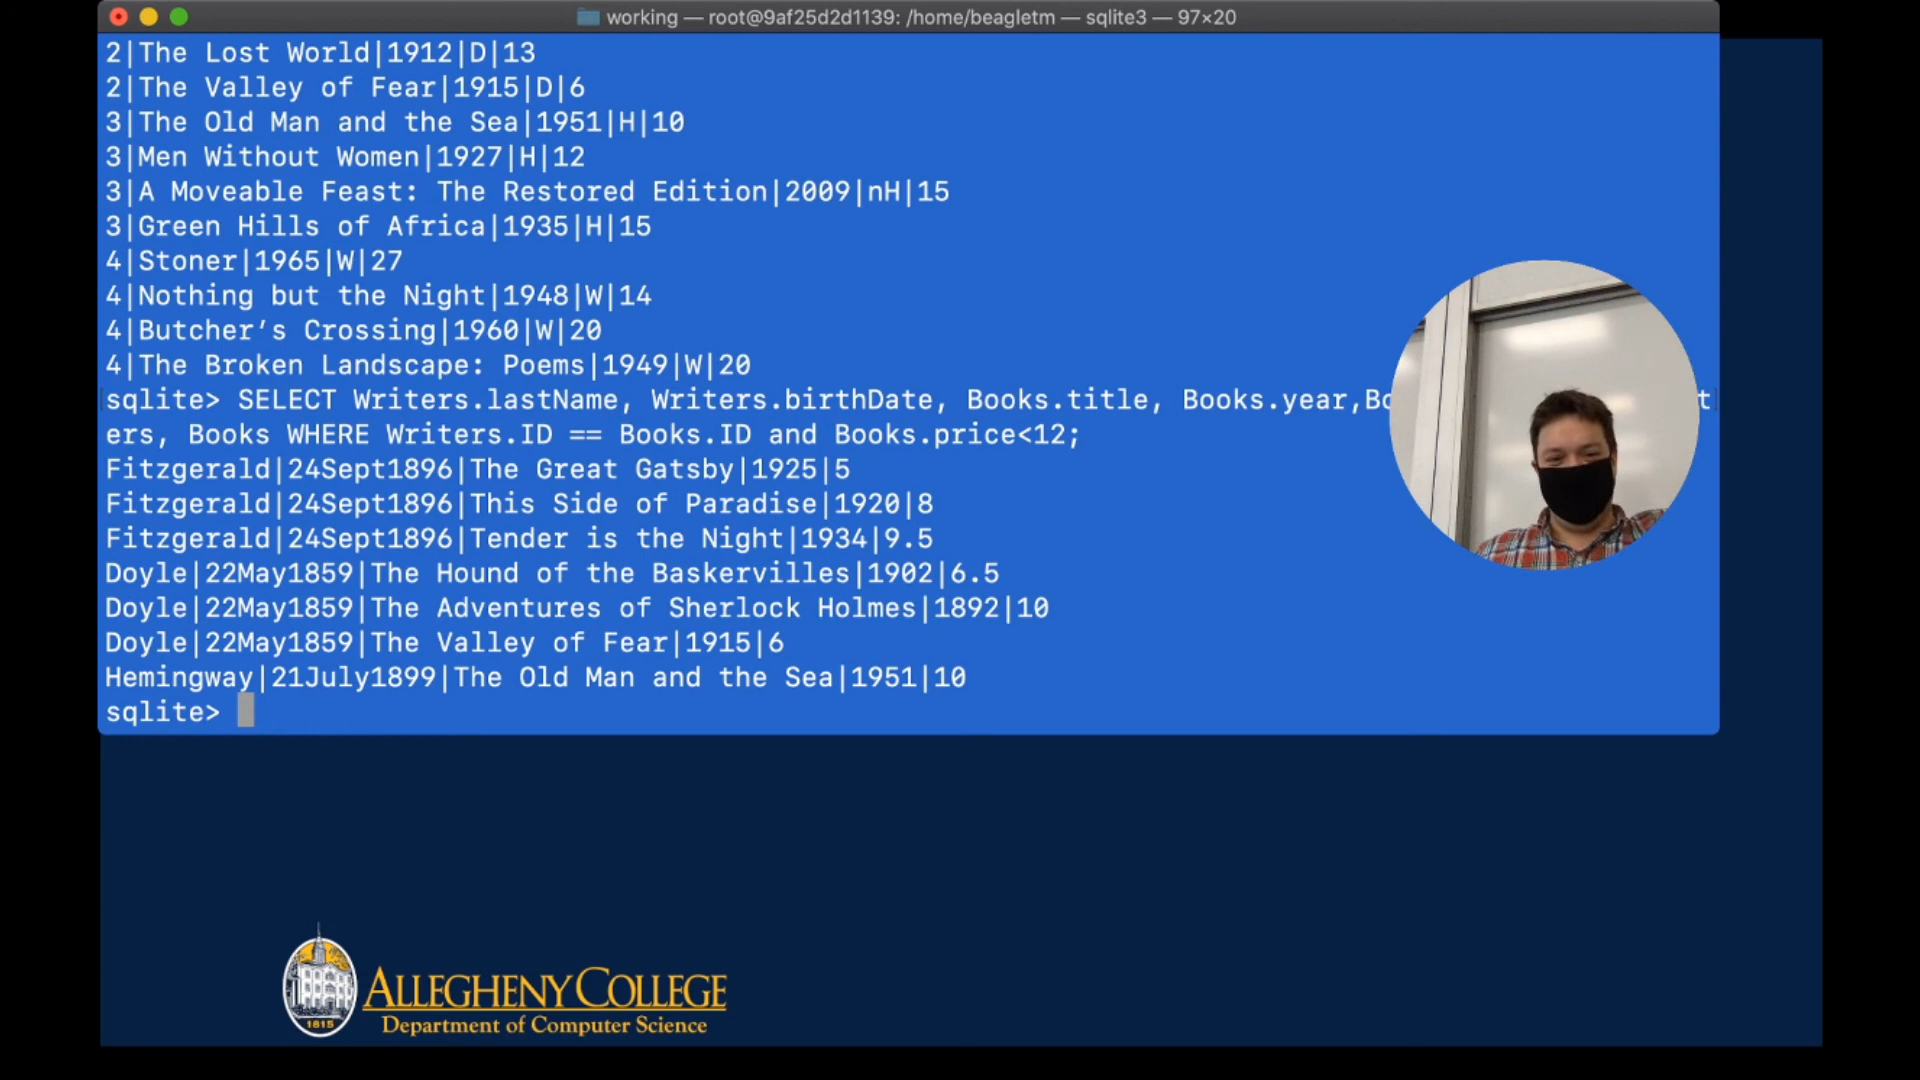 working — root@9af25d2d1139: /home/beagletm — sqlite3 — 97×20
2|The Lost World|1912|D|13
2|The Valley of Fear|1915|D|6
3|The Old Man and the Sea|1951|H|10
3|Men Without Women|1927|H|12
3|A Moveable Feast: The Restored Edition|2009|nH|15
3|Green Hills of Africa|1935|H|15
4|Stoner|1965|W|27
4|Nothing but the Night|1948|W|14
4|Butcher’s Crossing|1960|W|20
4|The Broken Landscape: Poems|1949|W|20
sqlite> SELECT Writers.lastName, Writers.birthDate, Books.title, Books.year,
ers, Books WHERE Writers.ID == Books.ID and Books.price<12;
Fitzgerald|24Sept1896|The Great Gatsby|1925|5
Fitzgerald|24Sept1896|This Side of Paradise|1920|8
Fitzgerald|24Sept1896|Tender is the Night|1934|9.5
Doyle|22May1859|The Hound of the Baskervilles|1902|6.5
Doyle|22May1859|The Adventures of Sherlock Holmes|1892|10
Doyle|22May1859|The Valley of Fear|1915|6
Hemingway|21July1899|The Old Man and the Sea|1951|10
sqlite>
1815
ALLEGHENY COLLEGE
Department of Computer Science